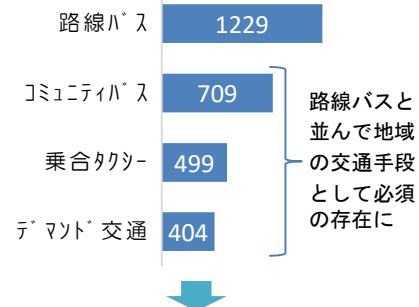 路線ﾊﾞｽ
1229
ｺﾐｭﾆﾃｨﾊﾞｽ
709
乗合ﾀｸｼｰ
499
ﾃﾞﾏﾝﾄﾞ交通
404
路線バスと
並んで地域
の交通手段
として必須
の存在に